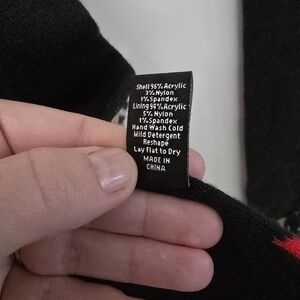 Shell 96% Acrylic
3% Nylon
1% Spandex
Lining 94% Acrylic
5% Nylon
1% Spandex
Hand Wash Cold
Mild Detergent
Reshape
Lay Flat to Dry
MADE IN
CHINA